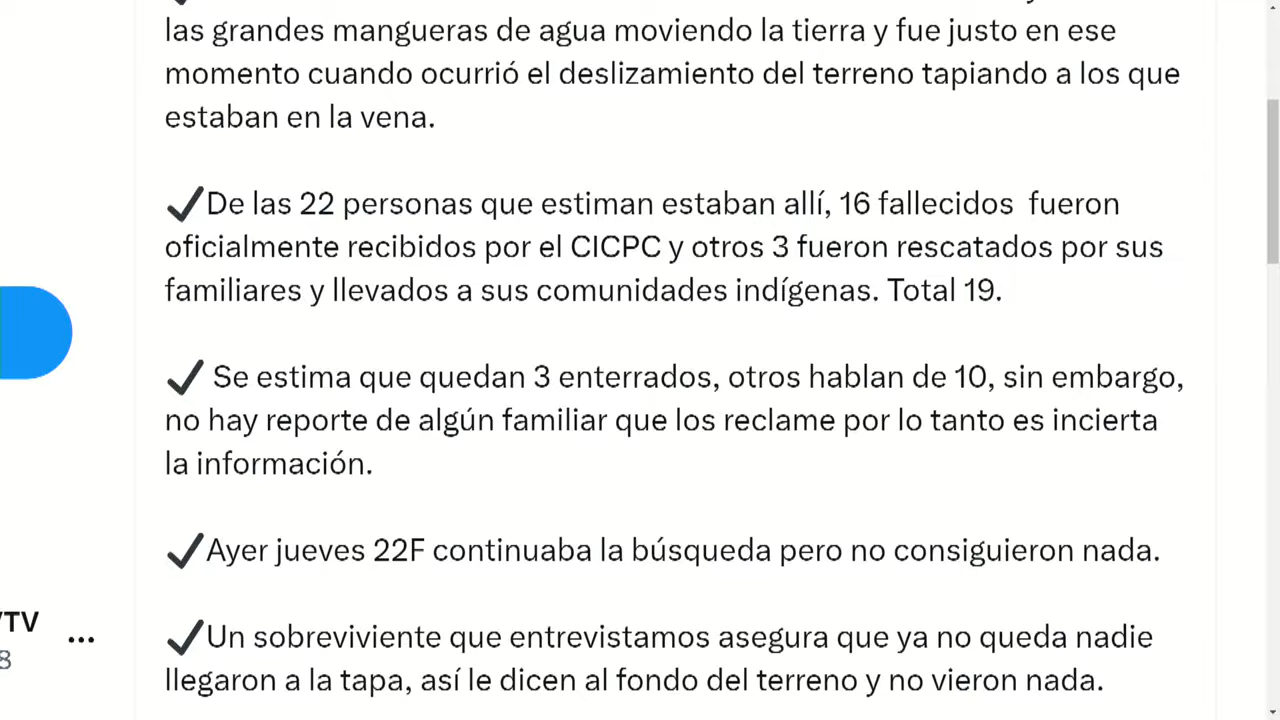 las grandes mangueras de agua moviendo la tierra y fue justo en ese
momento cuando ocurrió el deslizamiento del terreno tapiando a los que
estaban en la vena.
✔De las 22 personas que estiman estaban allí, 16 fallecidos  fueron
oficialmente recibidos por el CICPC y otros 3 fueron rescatados por sus
familiares y llevados a sus comunidades indígenas. Total 19.
✔ Se estima que quedan 3 enterrados, otros hablan de 10, sin embargo,
no hay reporte de algún familiar que los reclame por lo tanto es incierta
la información.
✔Ayer jueves 22F continuaba la búsqueda pero no consiguieron nada.
✔Un sobreviviente que entrevistamos asegura que ya no queda nadie
llegaron a la tapa, así le dicen al fondo del terreno y no vieron nada.
TV ...
8